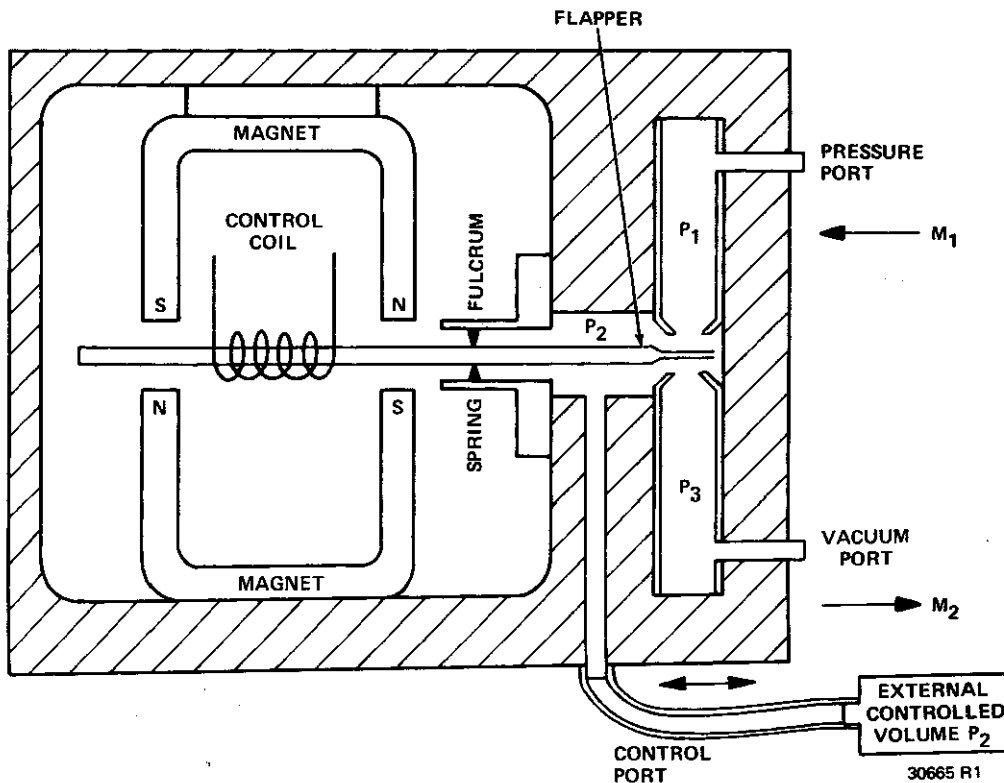 FLAPPER
MAGNET
PRESSURE
PORT
CONTROL
COIL
FULCRUM
P₁
M₁
S
N
P₂
N
S
SPRING
P₃
VACUUM
PORT
MAGNET
M₂
EXTERNAL
CONTROLLED
VOLUME P₂
CONTROL
PORT
30665 R1